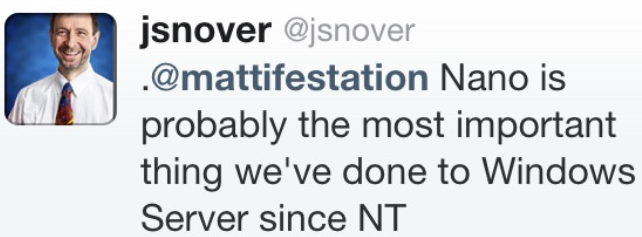 jsnover @jsnover
.@mattifestation Nano is
probably the most important
thing we've done to Windows
Server since NT